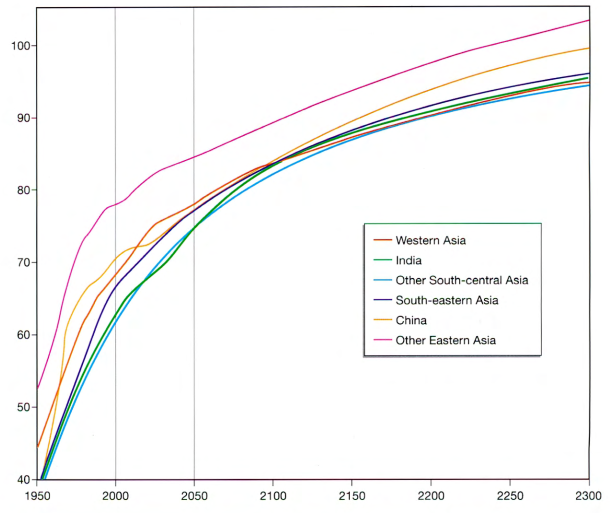 100
90
80
70
60
50
40
1950
2000
2050
2100
2150
2200
2250
2300
Western Asia
India
Other South-central Asia
South-eastern Asia
China
Other Eastern Asia